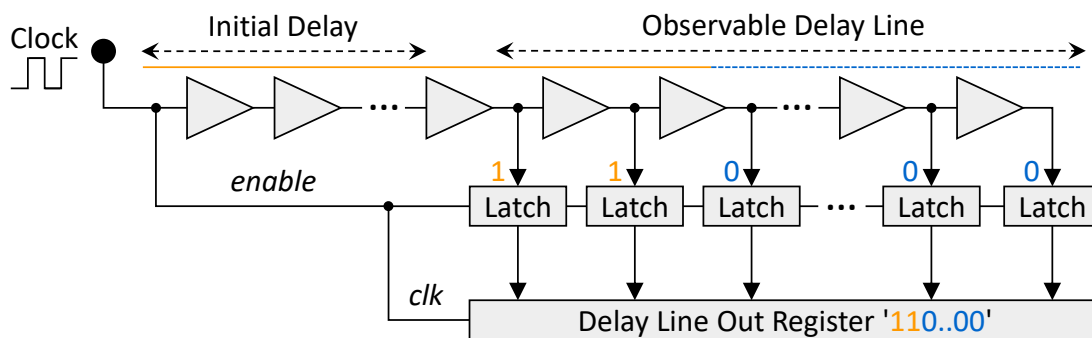 Initial Delay
Observable Delay Line
Clock
...
...
1
1
0
0
0
enable
Latch
Latch
Latch
...
Latch
Latch
clk
Delay Line Out Register '110..00'